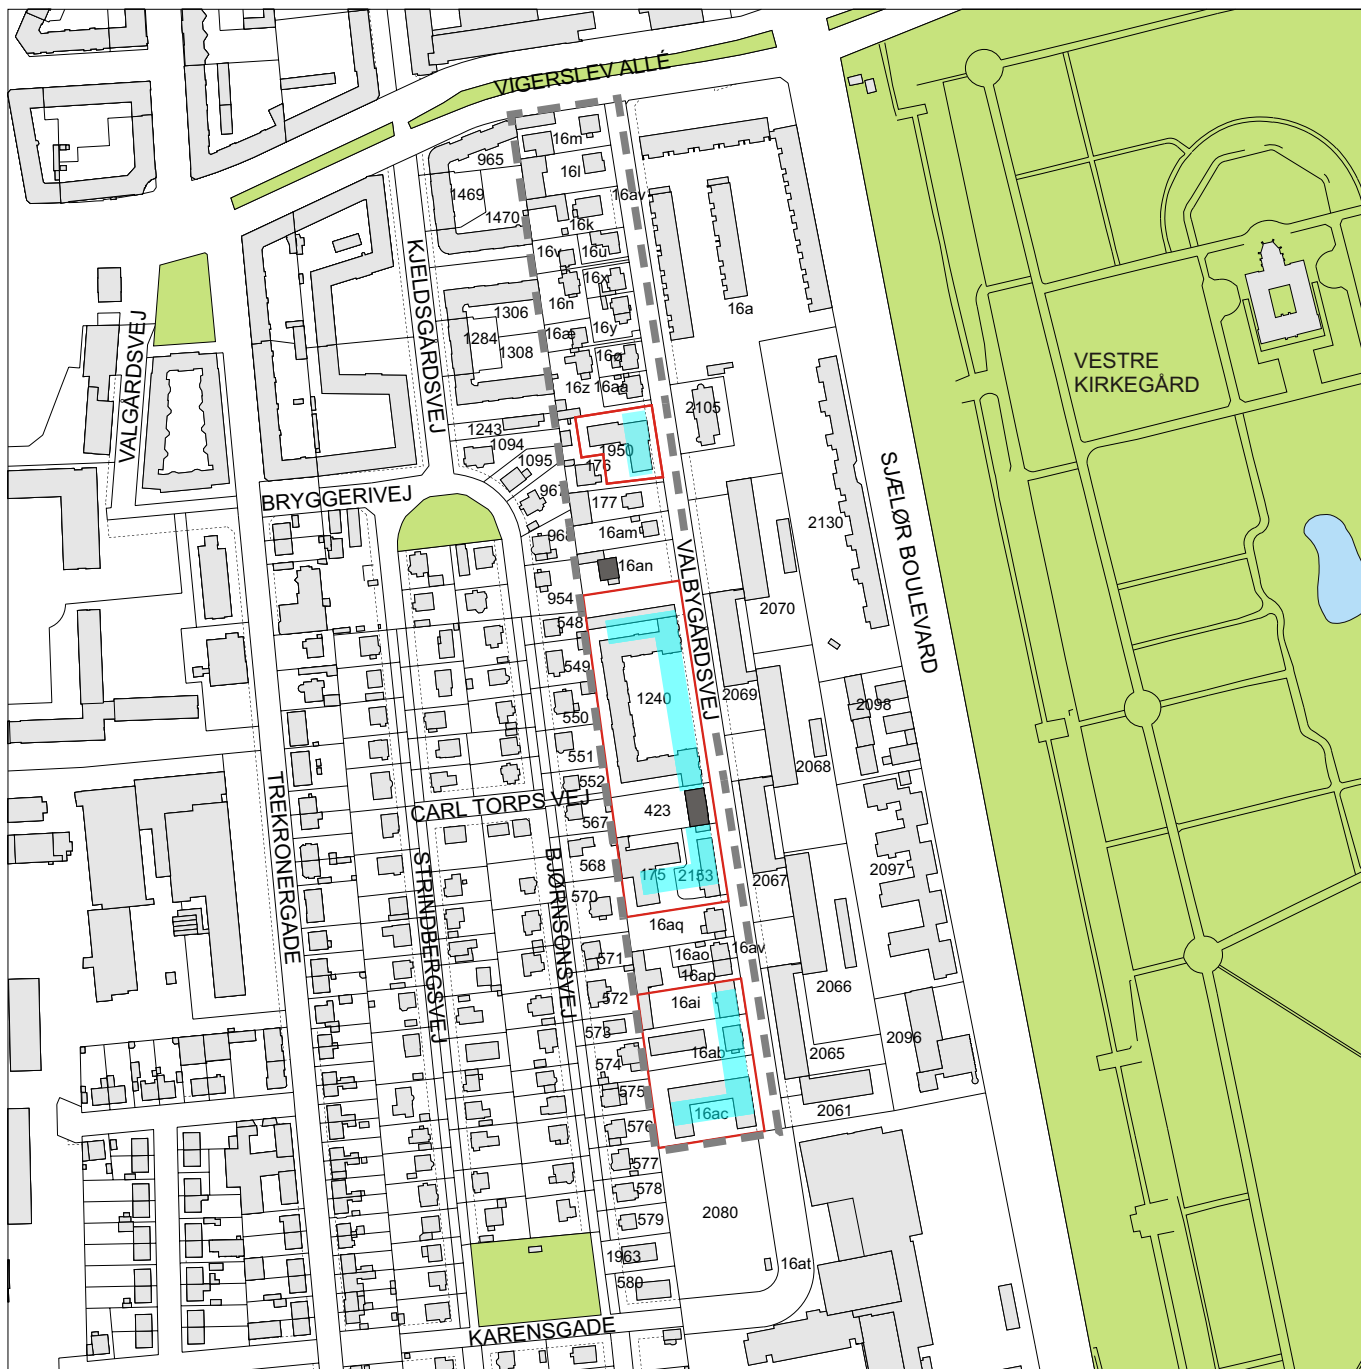 VIGERSLEV ALLÉ
16m
965
16l
1469
16av
1470
16k
KJELDSGÅRDSVEJ
16v
16u
16x
16n
16a
1306
VALGÅRDSVEJ
16æ
16y
1284
1308
16ø
VESTRE
KIRKEGÅRD
16z
16aa
2105
1243
1094
1950
1095
176
SJÆLØR BOULEVARD
BRYGGERIVEJ
967
177
2130
968
16am
VALBYGÅRDSVEJ
16an
954
2070
548
549
1240
2069
550
2098
551
2068
552
TREKRONERGADE
CARL TORPS VEJ
423
567
STRINDBERGSVEJ
BJØRNSONSVEJ
568
175
2153
2067
2097
570
16aq
571
16ao
16av
16ap
572
16ai
2066
573
16ab
2065
2096
574
575
16ac
2061
576
577
578
2080
579
1963
16at
580
KARENSGADE